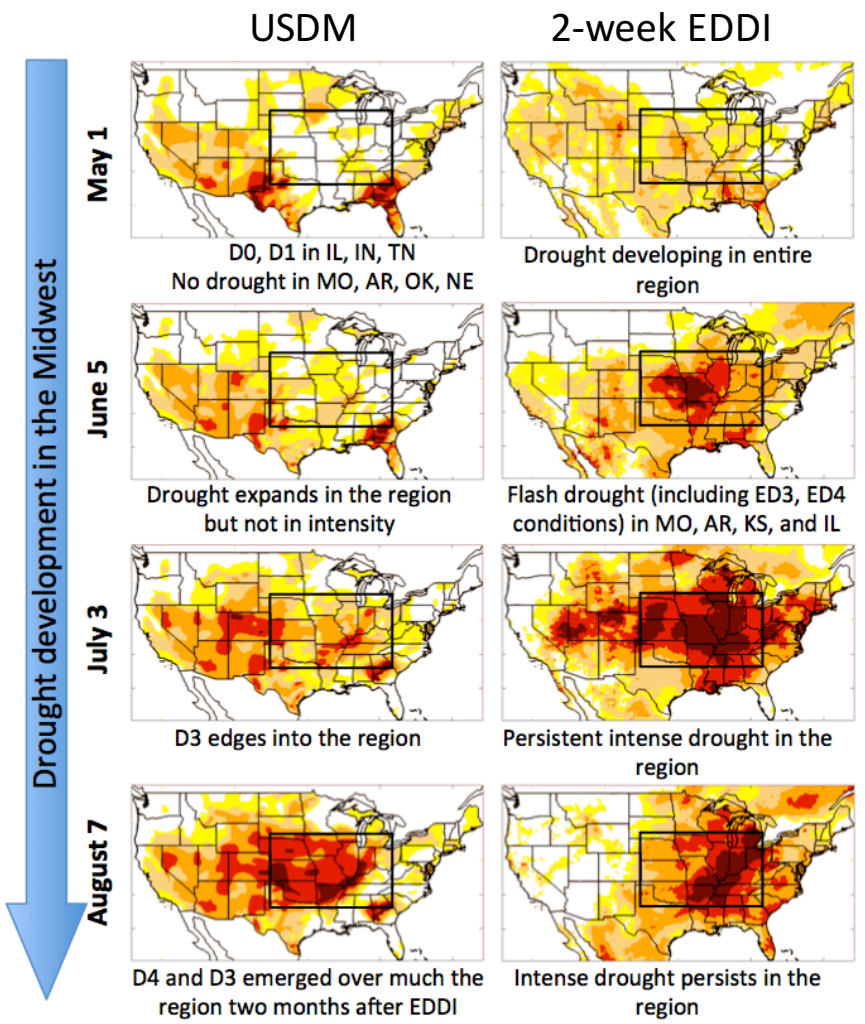 USDM
2-week EDDI
Drought development in the Midwest
May 1
D0, D1 in IL, IN, TN
No drought in MO, AR, OK, NE
Drought developing in entire
region
June 5
Drought expands in the region
but not in intensity
Flash drought (including ED3, ED4
conditions) in MO, AR, KS, and IL
July 3
D3 edges into the region
Persistent intense drought in the
region
August 7
D4 and D3 emerged over much the
region two months after EDDI
Intense drought persists in the
region